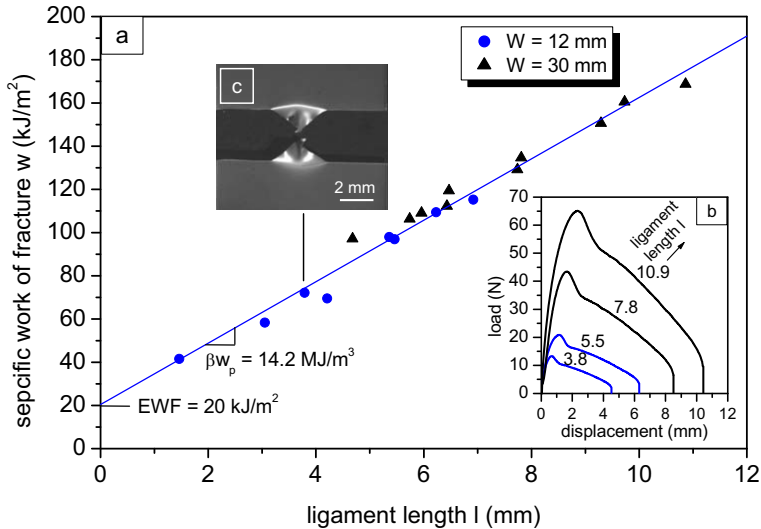 200
180
160
140
120
100
80
60
40
20
0
sepcific work of fracture w (kJ/m²)
a
W = 12 mm
W = 30 mm
c
2 mm
βwₚ = 14.2 MJ/m³
EWF = 20 kJ/m²
b
ligament
length l
10.9
7.8
5.5
3.8
70
60
50
40
30
20
10
0
load (N)
0 2 4 6 8 10 12
displacement (mm)
0 2 4 6 8 10 12
ligament length l (mm)